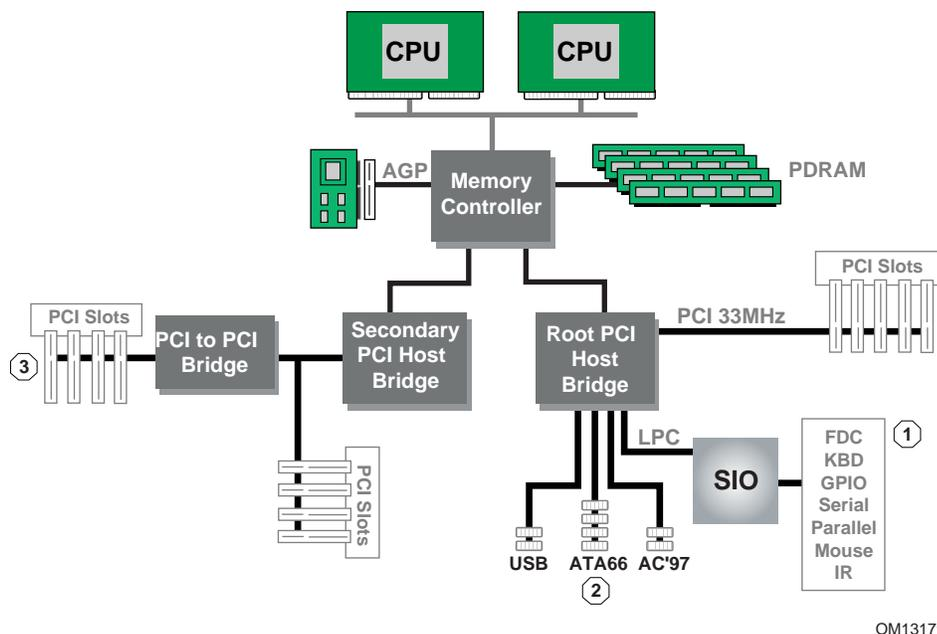 CPU
CPU
AGP
Memory
Controller
PDRAM
PCI Slots
PCI Slots
3
PCI to PCI
Bridge
Secondary
PCI Host
Bridge
Root PCI
Host
Bridge
PCI 33MHz
PCI Slots
LPC
SIO
FDC
KBD
GPIO
Serial
Parallel
Mouse
IR
1
USB
ATA66
AC'97
2
OM13171